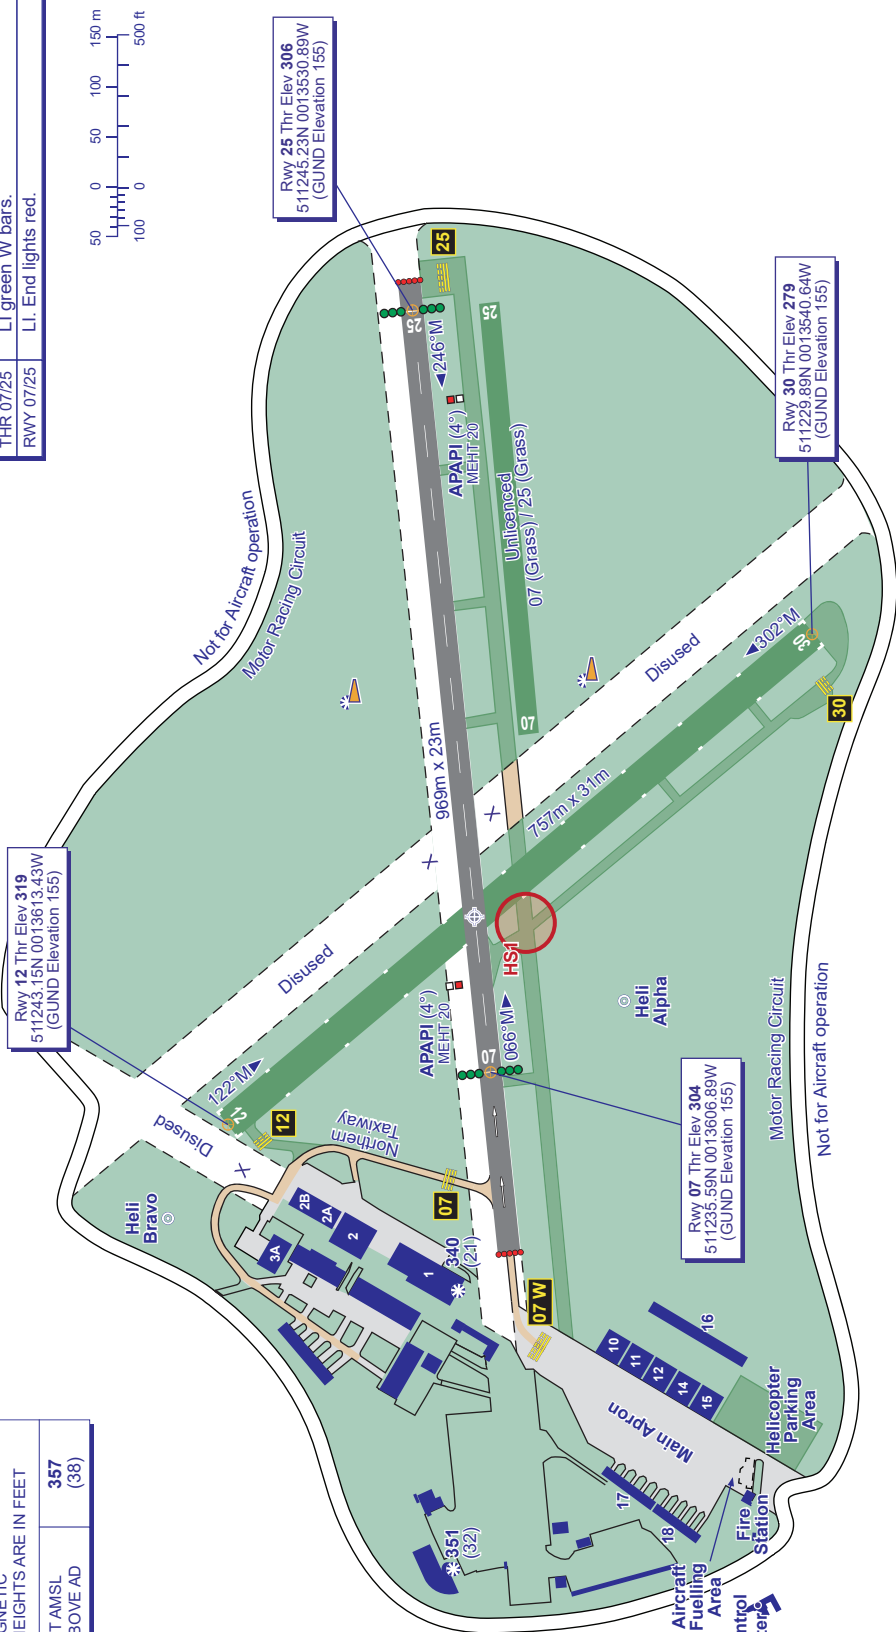 THR 07/25 LI green W bars.
RWY 07/25 LI. End lights red.
50 0 50 100 150 m
100 0 500 ft
Rwy 25 Thr Elev 306
511245.23N 0013530.89W
(GUND Elevation 155)
Rwy 30 Thr Elev 279
511229.89N 0013540.64W
(GUND Elevation 155)
Rwy 12 Thr Elev 319
511243.15N 0013613.43W
(GUND Elevation 155)
Rwy 07 Thr Elev 304
511235.59N 0013606.89W
(GUND Elevation 155)
Not for Aircraft operation
Motor Racing Circuit
25
25
246°M
APAPI (4°)
MEHT 20
25
Unlicenced
07 (Grass) / 25 (Grass)
07
969m x 23m
Disused
302°M
30
30
757m x 31m
X
X
Disused
HS1
APAPI (4°)
MEHT 20
07
066°M
122°M
12
12
Disused
X
Northern
Taxiway
07
Heli
Alpha
Motor Racing Circuit
Not for Aircraft operation
Heli
Bravo
2B
2A
2
3A
1
340
(21)
07 W
10
11
12
14
15
16
Main Apron
Helicopter
Parking
Area
17
18
Fire
Station
Aircraft
Fuelling
Area
351
(32)
GNETIC
HEIGHTS ARE IN FEET
T AMSL
BOVE AD
357
(38)
ntrol